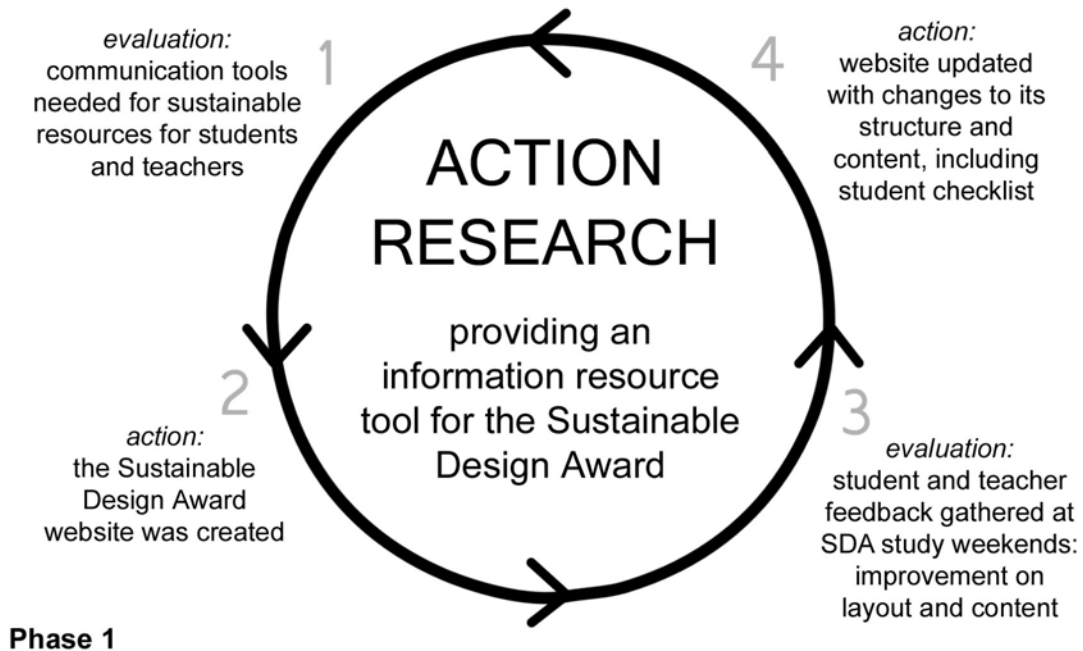 1
evaluation:
communication tools
needed for sustainable
resources for students
and teachers
2
action:
the Sustainable
Design Award
website was created
3
evaluation:
student and teacher
feedback gathered at
SDA study weekends:
improvement on
layout and content
4
action:
website updated
with changes to its
structure and
content, including
student checklist
ACTION
RESEARCH
providing an
information resource
tool for the Sustainable
Design Award
Phase 1